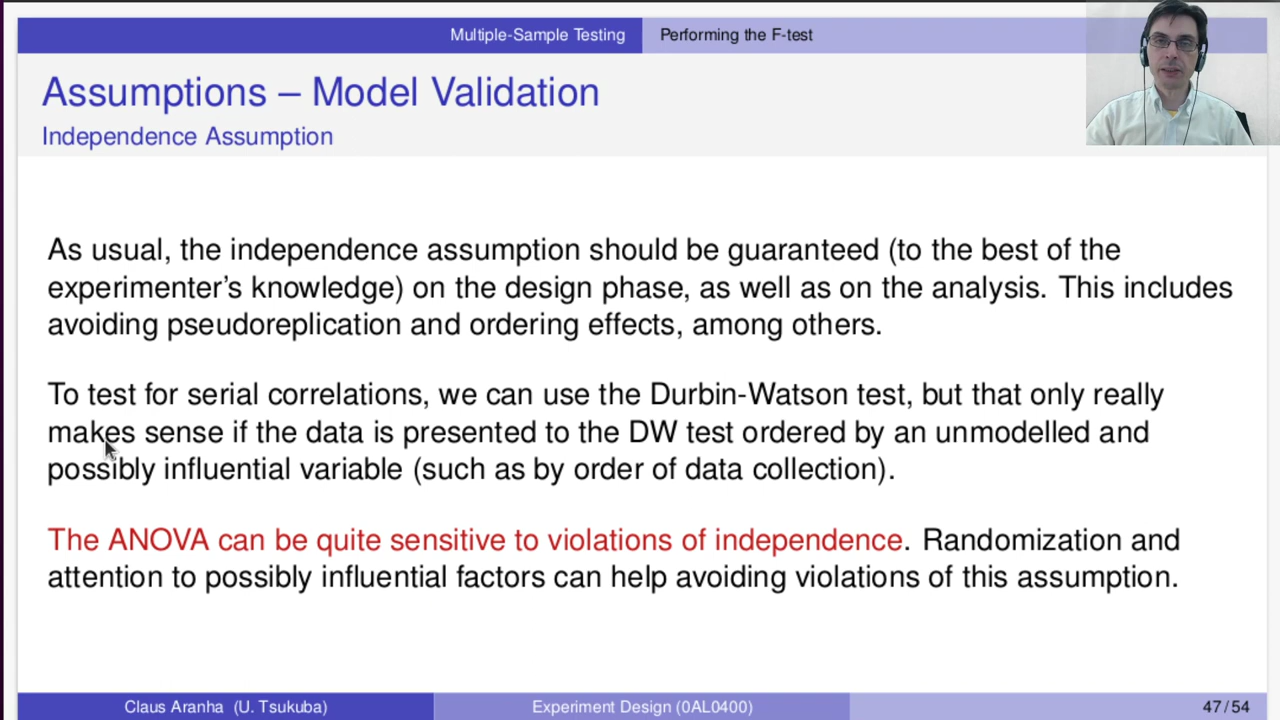 Multiple-Sample Testing Performing the F-test
Assumptions – Model Validation
Independence Assumption
As usual, the independence assumption should be guaranteed (to the best of the
experimenter's knowledge) on the design phase, as well as on the analysis. This includes
avoiding pseudoreplication and ordering effects, among others.
To test for serial correlations, we can use the Durbin-Watson test, but that only really
makes sense if the data is presented to the DW test ordered by an unmodelled and
possibly influential variable (such as by order of data collection).
The ANOVA can be quite sensitive to violations of independence. Randomization and
attention to possibly influential factors can help avoiding violations of this assumption.
Claus Aranha (U. Tsukuba) Experiment Design (0AL0400) 47 / 54